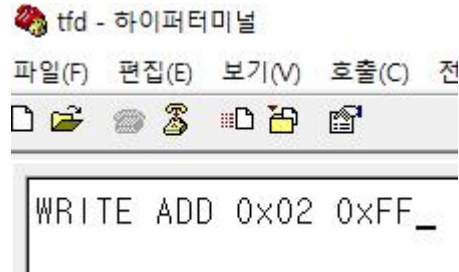 tfd - 하이퍼터미널
파일(F) 편집(E) 보기(V) 호출(C) 전
WRITE ADD 0x02 0xFF_